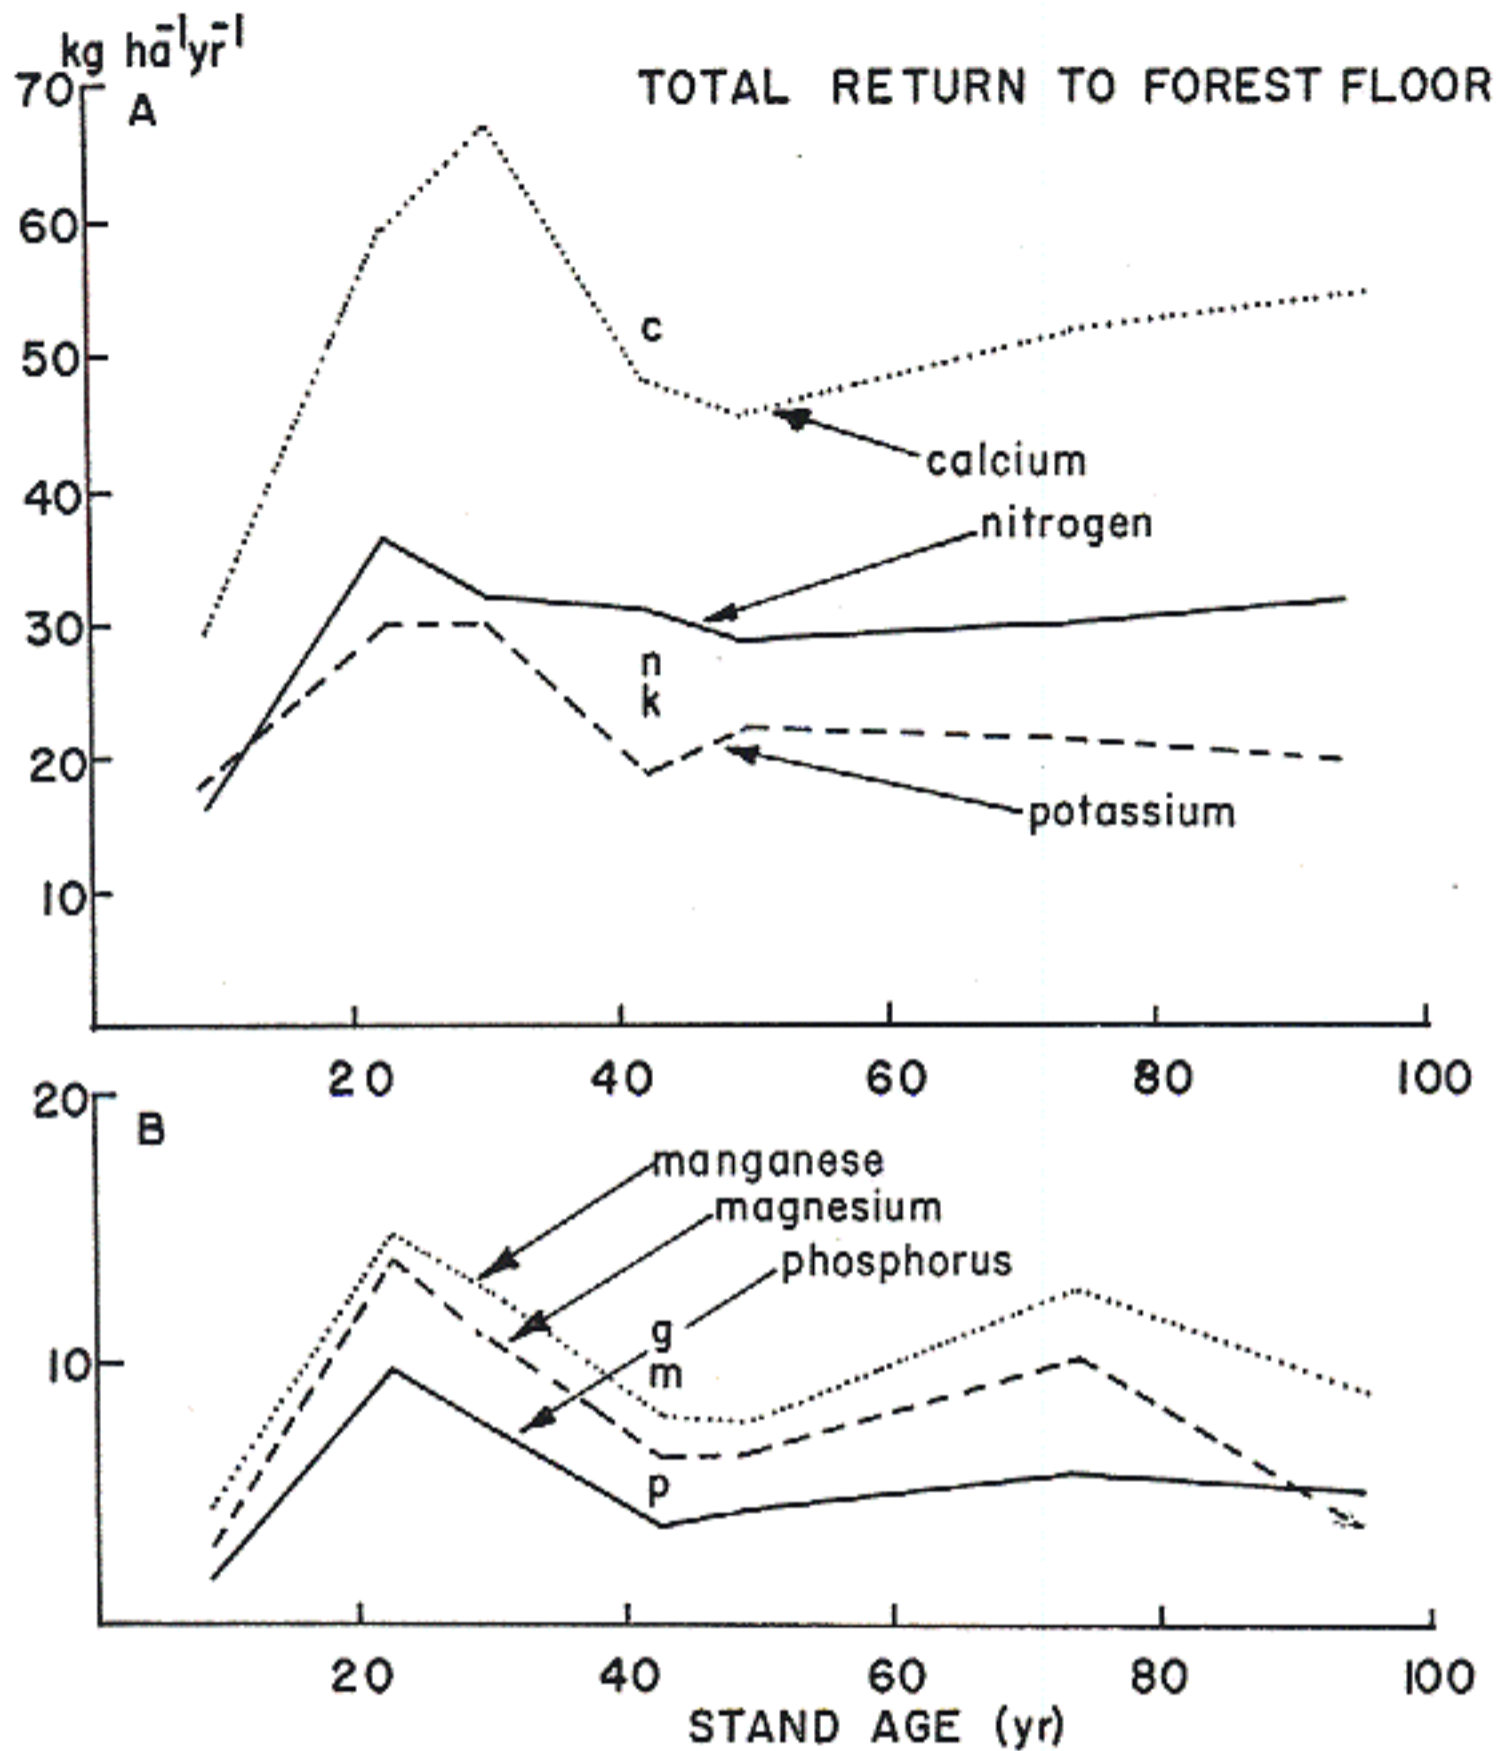 kg ha⁻¹yr⁻¹
70
A
TOTAL RETURN TO FOREST FLOOR
60
c
50
calcium
40
nitrogen
30
n
k
20
potassium
10
20 40 60 80 100
20
B
manganese
magnesium
phosphorus
g
10
m
p
20 40 60 80 100
STAND AGE (yr)